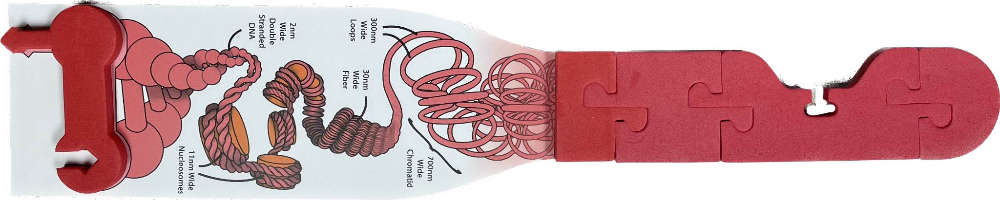 2nm
Wide
Double
Stranded
DNA
11nm Wide
Nucleosomes
30nm
Wide
Fiber
300nm
Wide
Loops
700nm
Wide
Chromatid